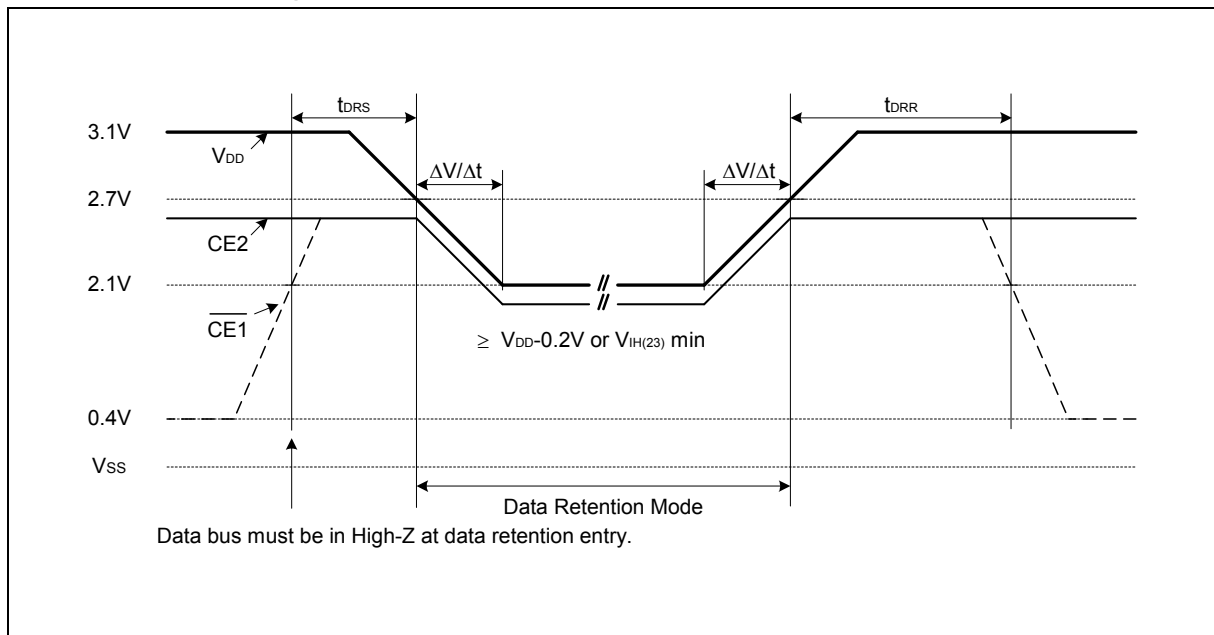 tDRS
tDRR
3.1V
VDD
ΔV/Δt
ΔV/Δt
2.7V
CE2
2.1V
CE1
≥ VDD-0.2V or VIH(23) min
0.4V
VSS
Data Retention Mode
Data bus must be in High-Z at data retention entry.